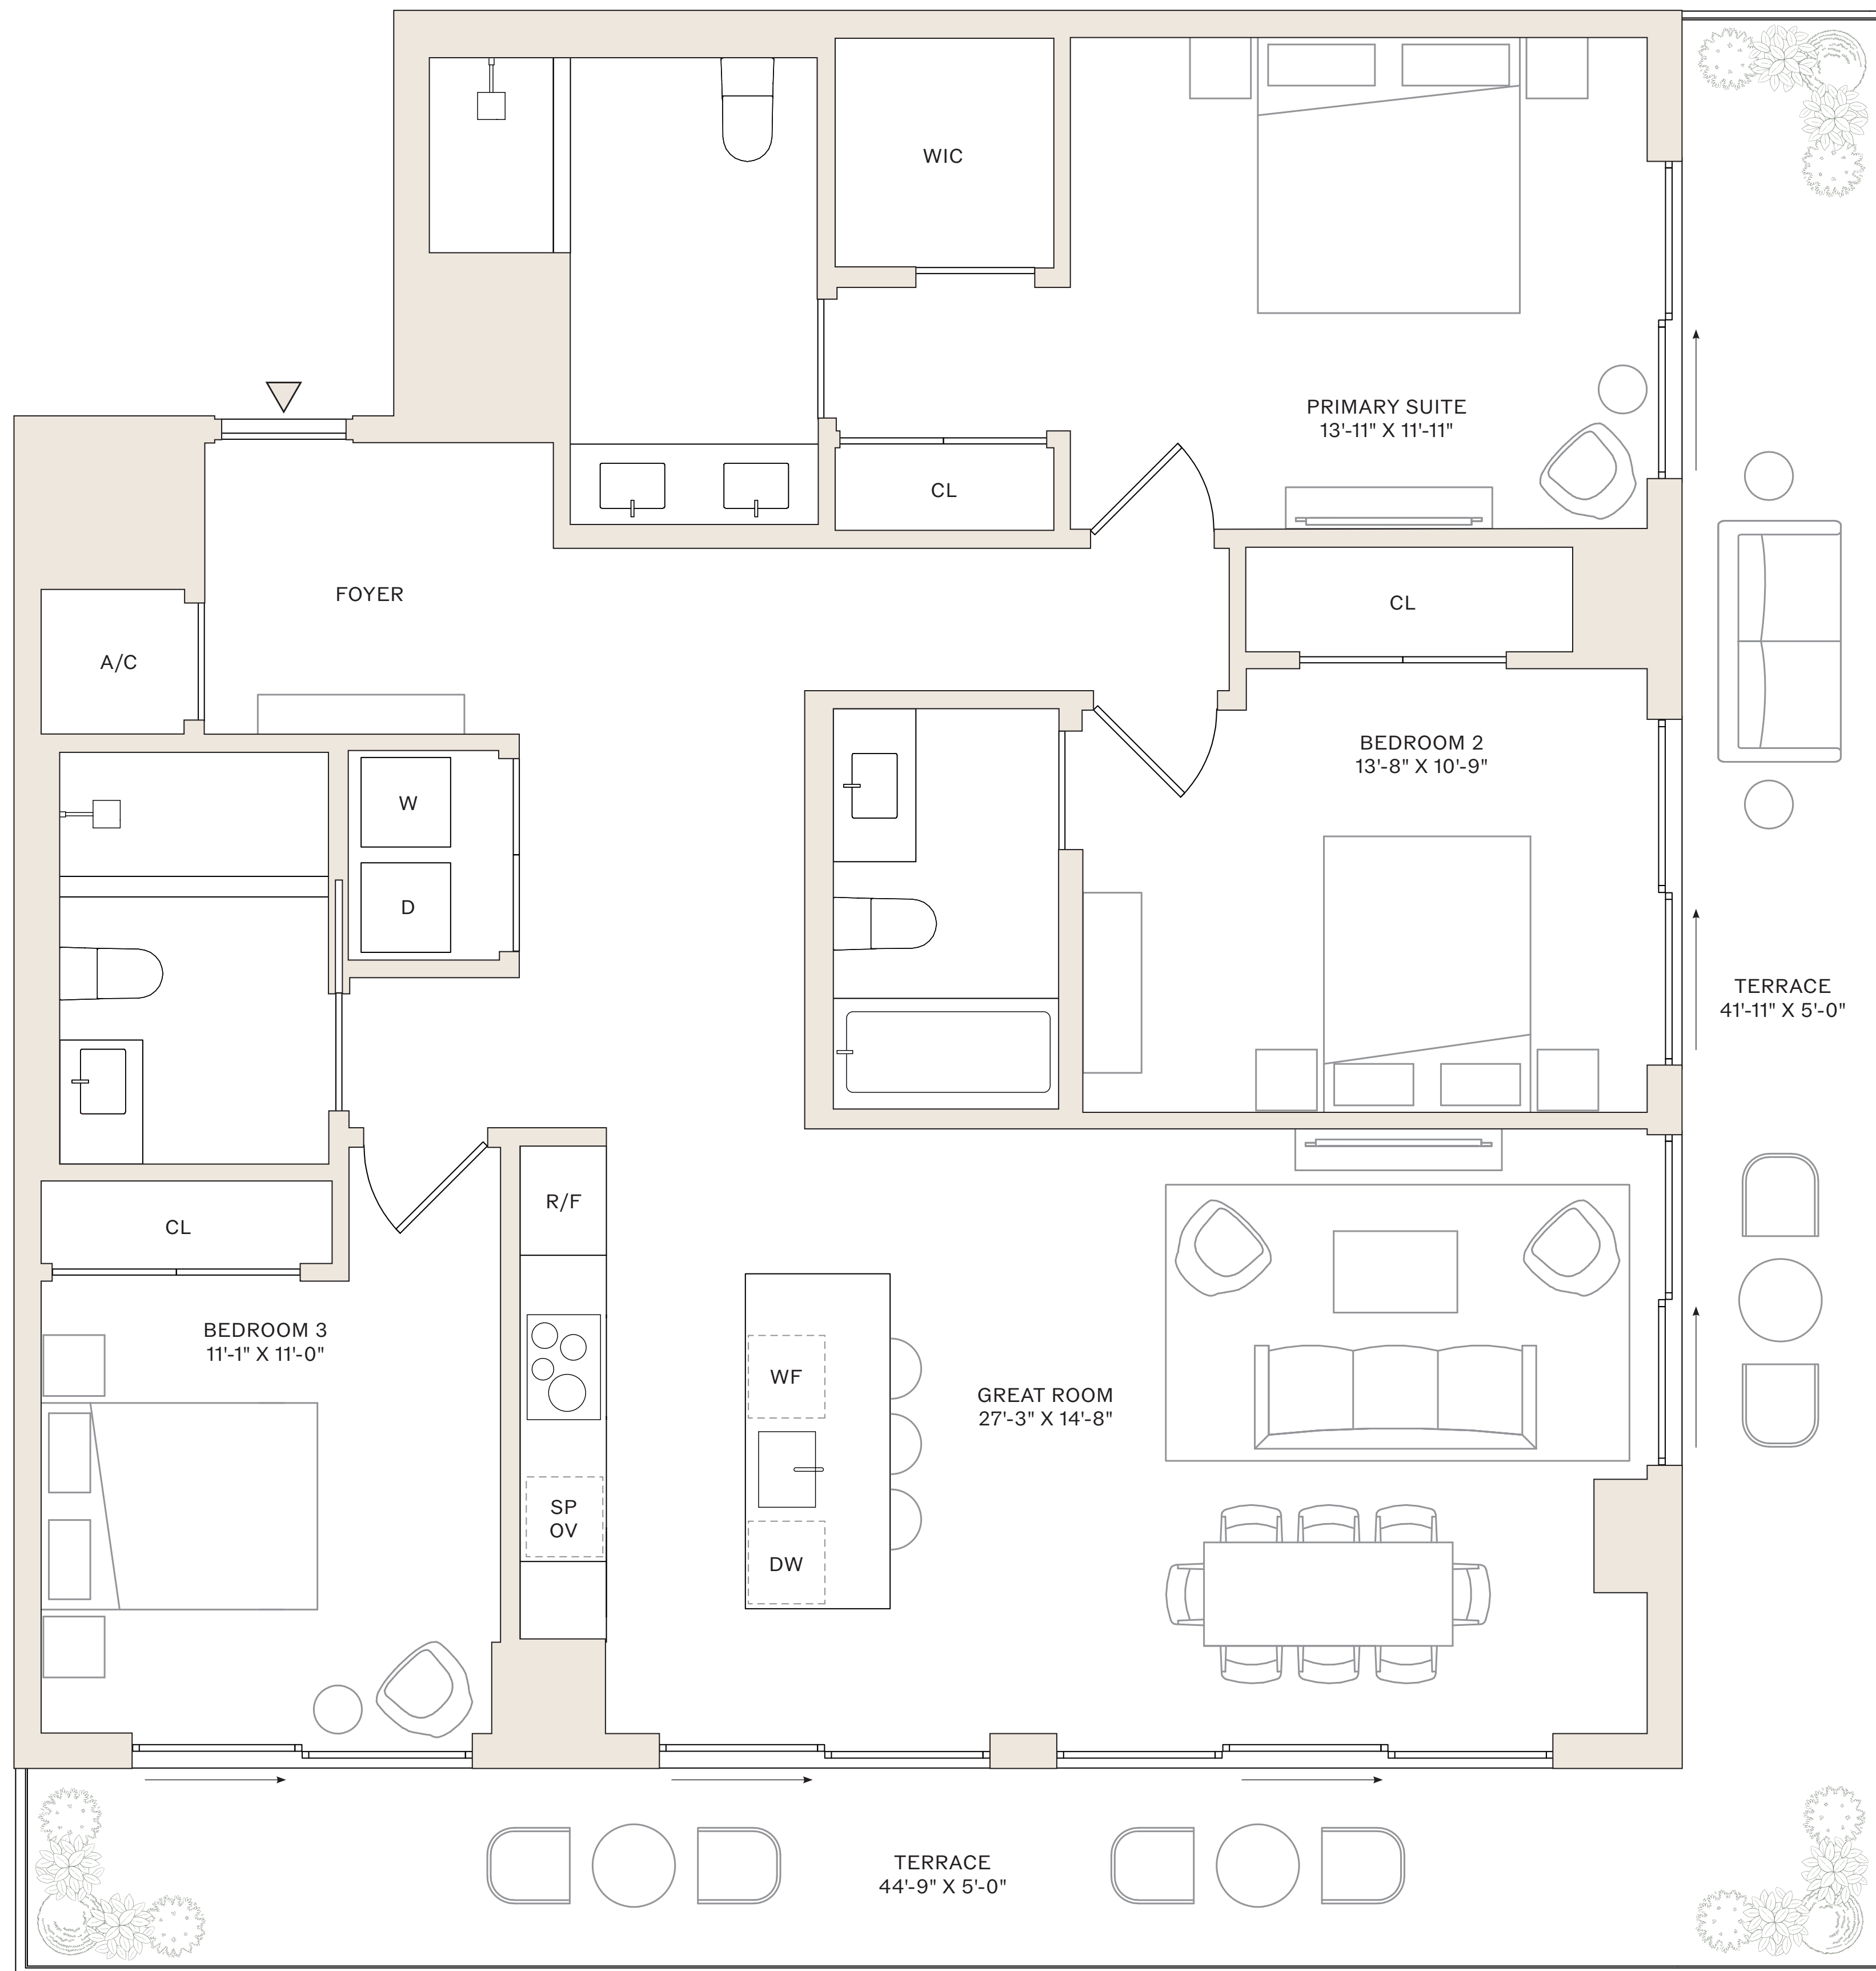 WIC
PRIMARY SUITE
13'-11" X 11'-11"
CL
FOYER
CL
A/C
BEDROOM 2
13'-8" X 10'-9"
W
D
TERRACE
41'-11" X 5'-0"
R/F
CL
BEDROOM 3
11'-1" X 11'-0"
WF
GREAT ROOM
27'-3" X 14'-8"
SP
OV
DW
TERRACE
44'-9" X 5'-0"